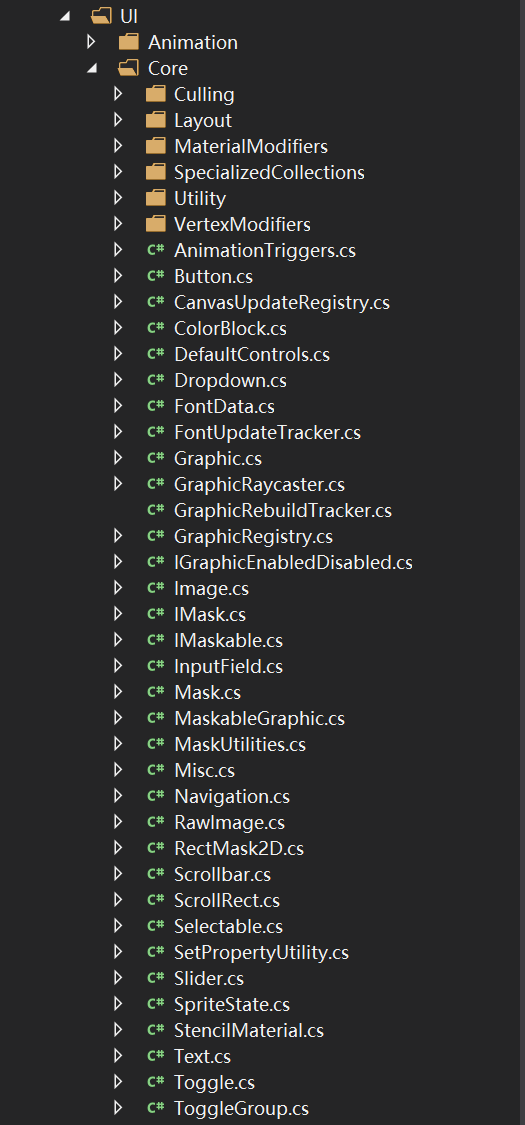 UI
Animation
Core
Culling
Layout
MaterialModifiers
SpecializedCollections
Utility
VertexModifiers
C# AnimationTriggers.cs
C# Button.cs
C# CanvasUpdateRegistry.cs
C# ColorBlock.cs
C# DefaultControls.cs
C# Dropdown.cs
C# FontData.cs
C# FontUpdateTracker.cs
C# Graphic.cs
C# GraphicRaycaster.cs
C# GraphicRebuildTracker.cs
C# GraphicRegistry.cs
C# IGraphicEnabledDisabled.cs
C# Image.cs
C# IMask.cs
C# IMaskable.cs
C# InputField.cs
C# Mask.cs
C# MaskableGraphic.cs
C# MaskUtilities.cs
C# Misc.cs
C# Navigation.cs
C# RawImage.cs
C# RectMask2D.cs
C# Scrollbar.cs
C# ScrollRect.cs
C# Selectable.cs
C# SetPropertyUtility.cs
C# Slider.cs
C# SpriteState.cs
C# StencilMaterial.cs
C# Text.cs
C# Toggle.cs
C# ToggleGroup.cs